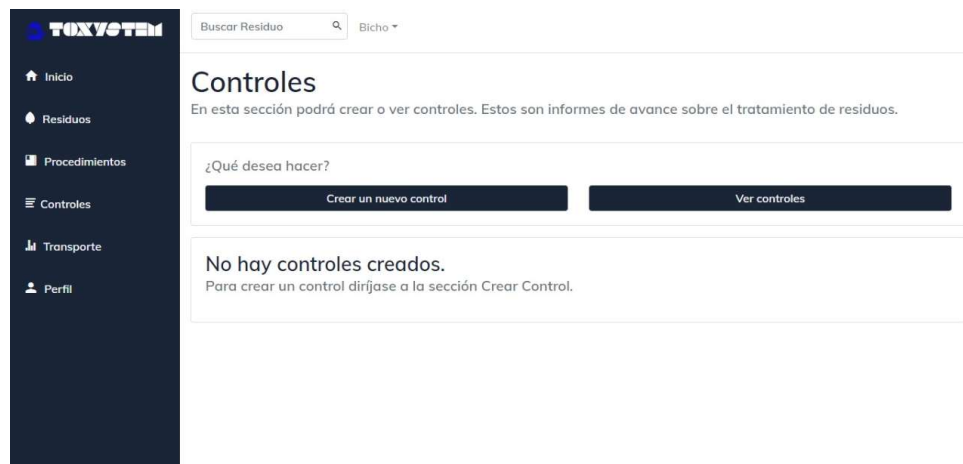 TOXYSTEM
Buscar Residuo
Bicho
Inicio
Residuos
Procedimientos
Controles
Transporte
Perfil
Controles
En esta sección podrá crear o ver controles. Estos son informes de avance sobre el tratamiento de residuos.
¿Qué desea hacer?
Crear un nuevo control
Ver controles
No hay controles creados.
Para crear un control diríjase a la sección Crear Control.